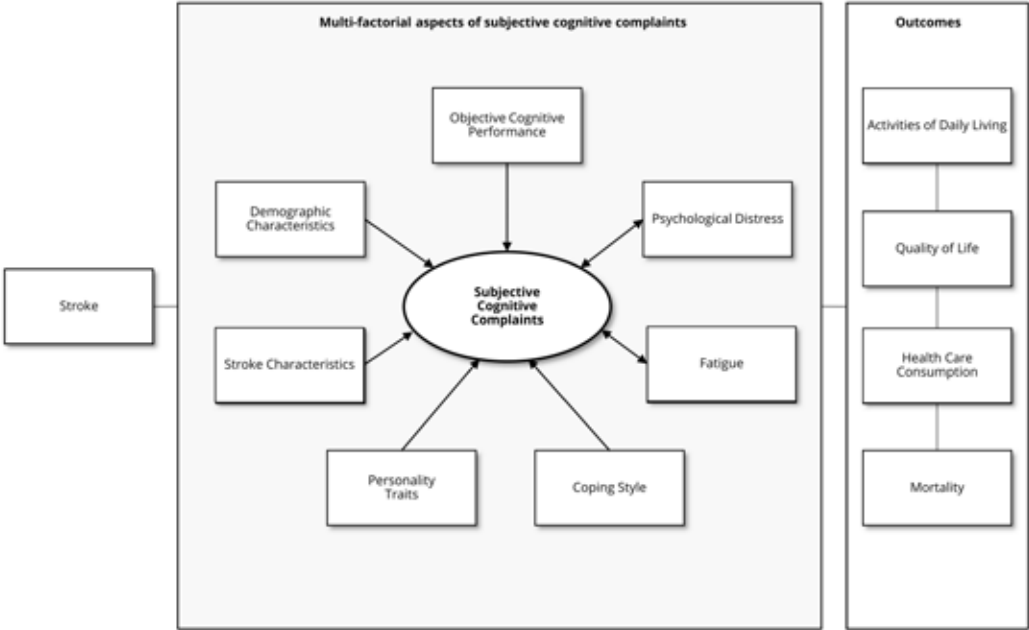 Multi-factorial aspects of subjective cognitive complaints
Outcomes
Objective Cognitive
Performance
Activities of Daily Living
Demographic
Characteristics
Psychological Distress
Quality of Life
Stroke
Subjective
Cognitive
Complaints
Stroke Characteristics
Fatigue
Health Care
Consumption
Personality
Traits
Coping Style
Mortality